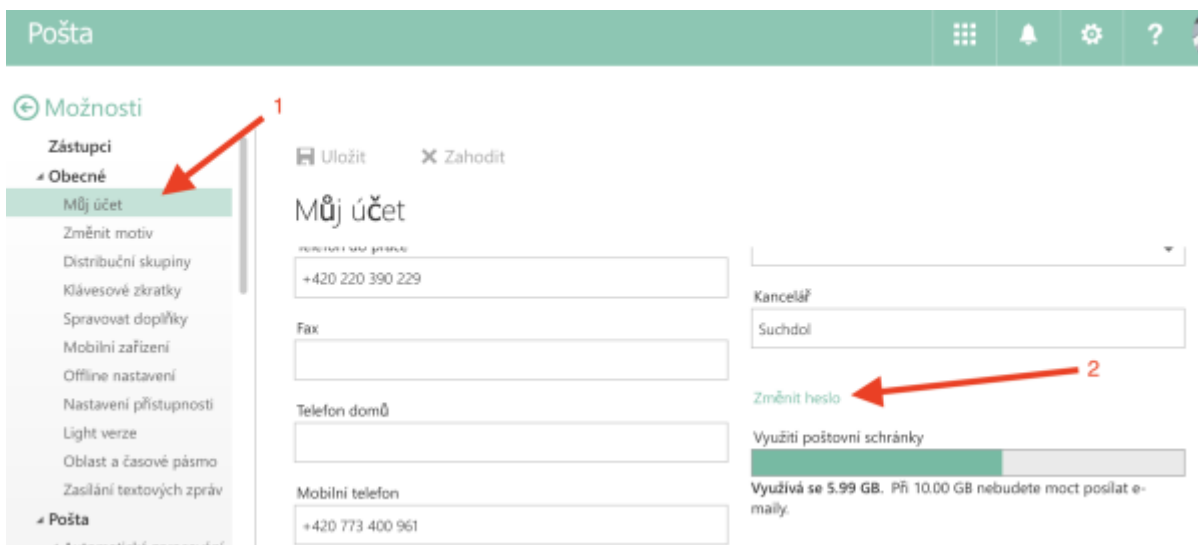 Pošta
?
Možnosti
1
Zástupci
Obecné
Můj účet
Změnit motiv
Distribuční skupiny
Klávesové zkratky
Spravovat doplňky
Mobilní zařízení
Offline nastavení
Nastavení přístupnosti
Light verze
Oblast a časové pásmo
Zasílání textových zpráv
Pošta
Uložit
Zahodit
Můj účet
Telefon do práce
+420 220 390 229
Fax
Telefon domů
Mobilní telefon
+420 773 400 961
Kancelář
Suchdol
2
Změnit heslo
Využití poštovní schránky
Využívá se 5.99 GB. Při 10.00 GB nebudete moct posílat e-
maily.